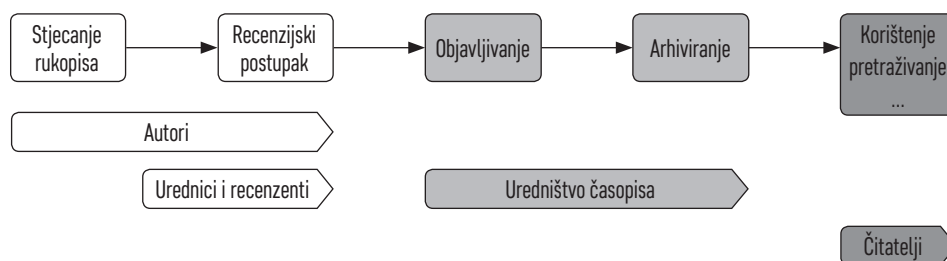 Stjecanje
rukopisa
Recenzijski
postupak
Objavljivanje
Arhiviranje
Korištenje
pretraživanje
...
Autori
Urednici i recenzenti
Uredništvo časopisa
Čitatelji